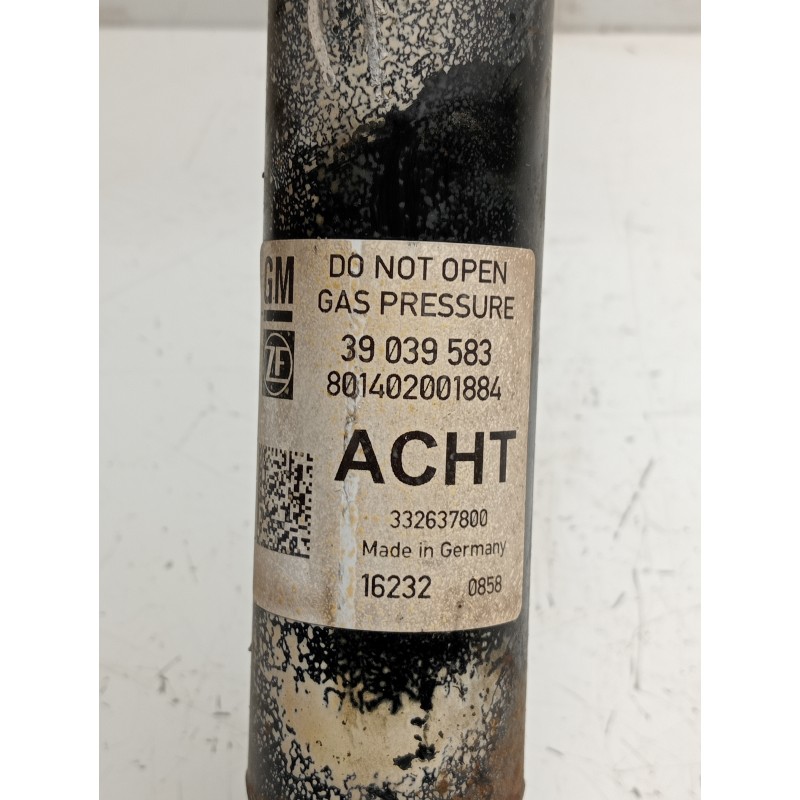 GM
DO NOT OPEN
GAS PRESSURE
ZF
39 039 583
801402001884
ACHT
332637800
Made in Germany
16232 0858